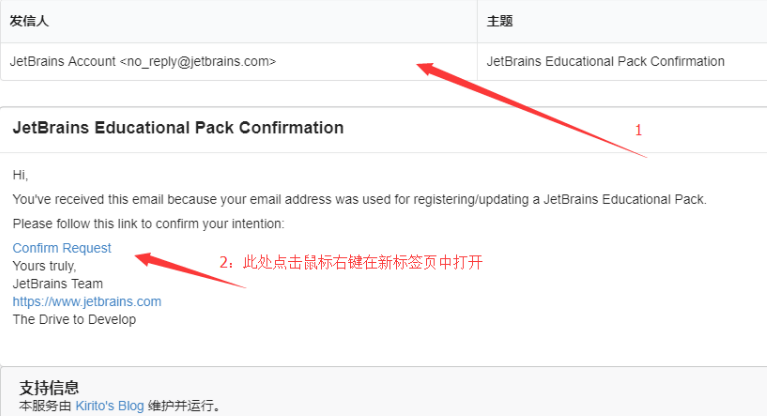 发信人 主题
JetBrains Account <no_reply@jetbrains.com> JetBrains Educational Pack Confirmation
JetBrains Educational Pack Confirmation
1
Hi,
You've received this email because your email address was used for registering/updating a JetBrains Educational Pack.
Please follow this link to confirm your intention:
Confirm Request
2：此处点击鼠标右键在新标签页中打开
Yours truly,
JetBrains Team
https://www.jetbrains.com
The Drive to Develop
支持信息
本服务由 Kirito's Blog 维护并运行。